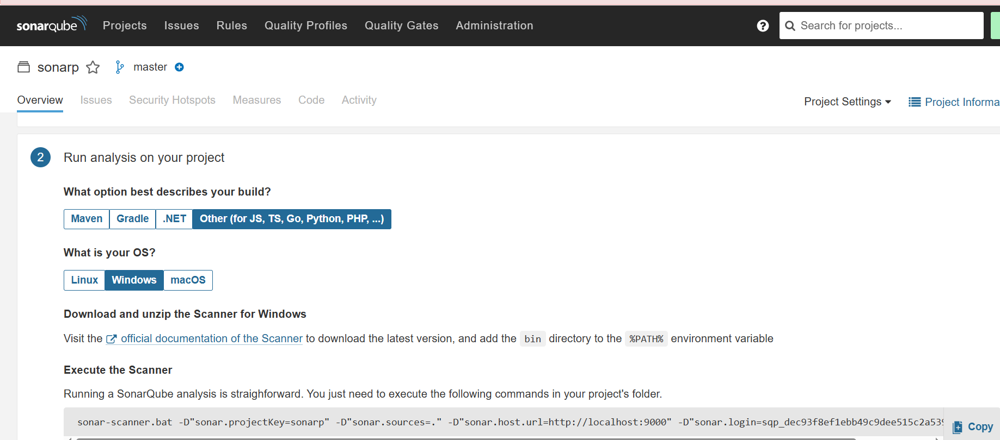 sonarqube Projects Issues Rules Quality Profiles Quality Gates Administration ? Search for projects...
sonarp master
Overview Issues Security Hotspots Measures Code Activity Project Settings Project Informa
2 Run analysis on your project
What option best describes your build?
Maven Gradle .NET Other (for JS, TS, Go, Python, PHP, ...)
What is your OS?
Linux Windows macOS
Download and unzip the Scanner for Windows
Visit the official documentation of the Scanner to download the latest version, and add the bin directory to the %PATH% environment variable
Execute the Scanner
Running a SonarQube analysis is straighforward. You just need to execute the following commands in your project's folder.
sonar-scanner.bat -D"sonar.projectKey=sonarp" -D"sonar.sources=." -D"sonar.host.url=http://localhost:9000" -D"sonar.login=sqp_dec93f8ef1ebb49c9dee515c2a539 Copy